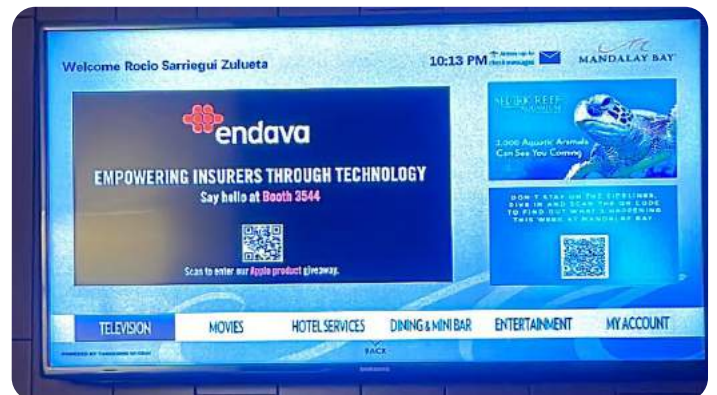 Welcome Rocio Sarriegui Zulueta
10:13 PM
MANDALAY BAY
endava
EMPOWERING INSURERS THROUGH TECHNOLOGY
Say hello at Booth 3544
Scan to enter our Apple product giveaway.
SHARK REEF
AQUARIUM
2,000 Aquatic Animals
Can See You Coming
DON'T STAY ON THE SIDELINES,
DIVE IN AND SCAN THE QR CODE
TO FIND OUT WHAT'S HAPPENING
THIS WEEK AT MANDALAY BAY
TELEVISION
MOVIES
HOTEL SERVICES
DINING & MINI BAR
ENTERTAINMENT
MY ACCOUNT
BACK
SAMSUNG